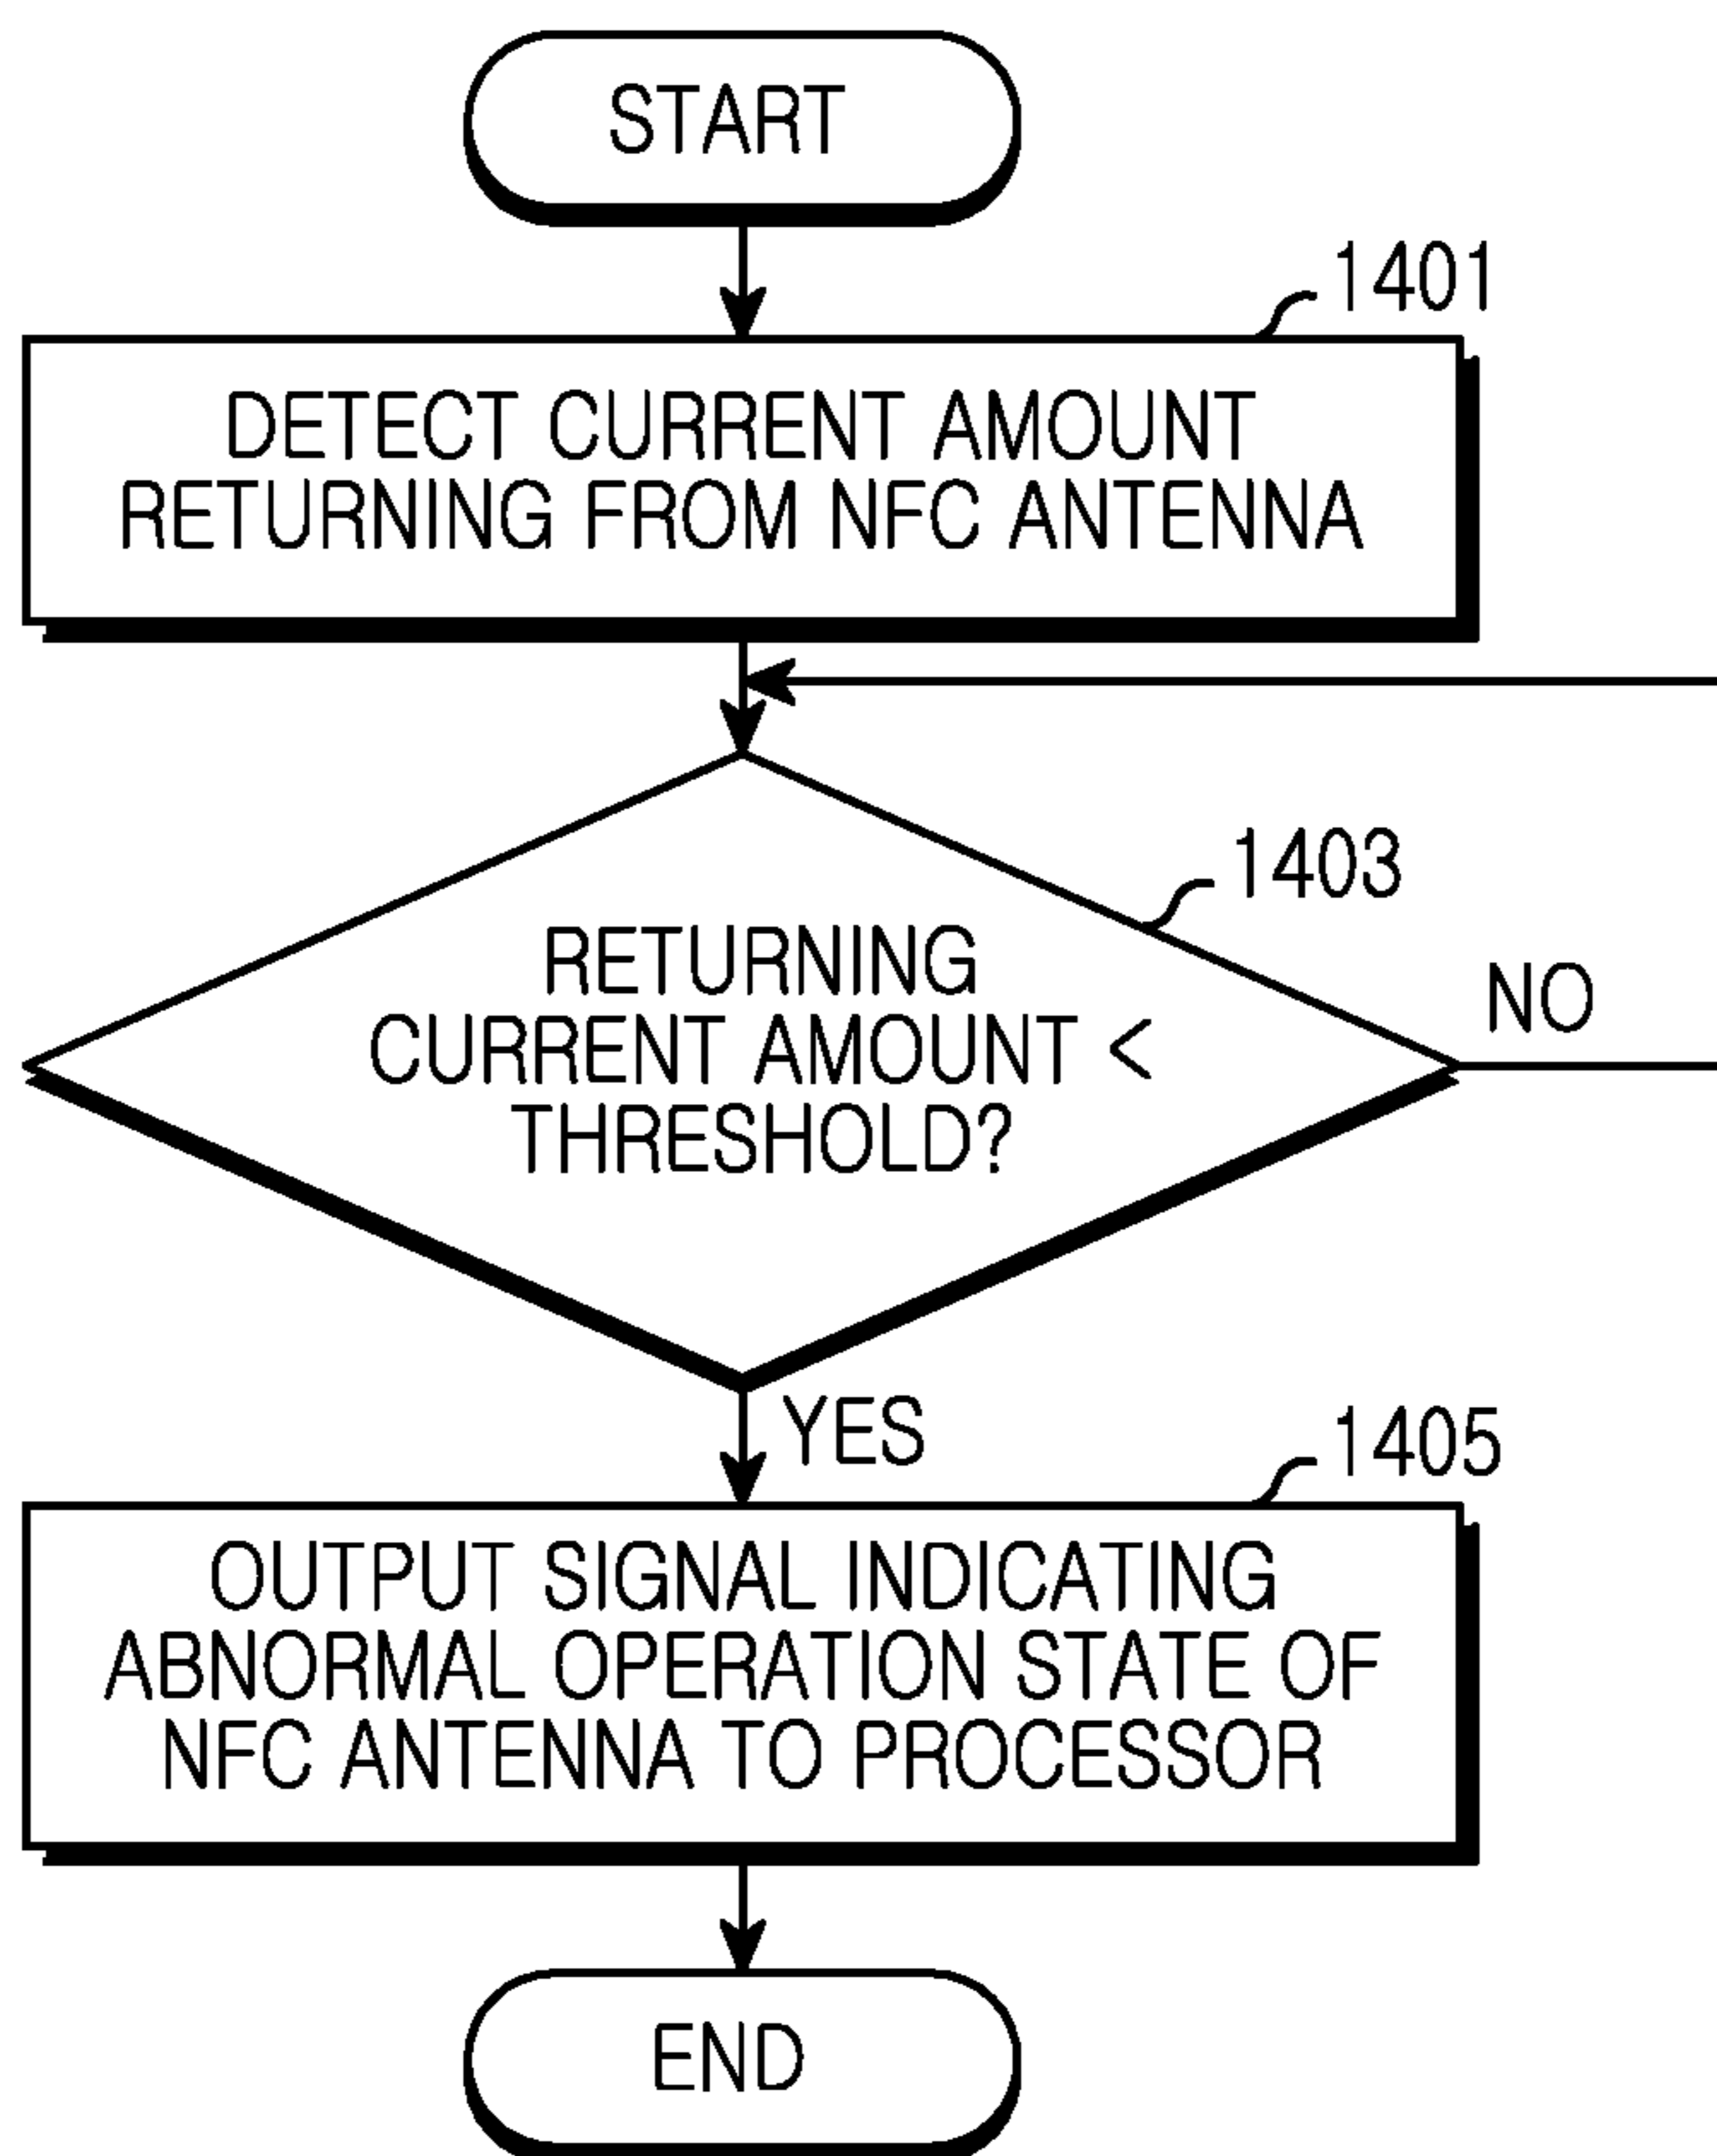 START
1401
DETECT CURRENT AMOUNT
RETURNING FROM NFC ANTENNA
1403
RETURNING
CURRENT AMOUNT <
THRESHOLD?
NO
YES
1405
OUTPUT SIGNAL INDICATING
ABNORMAL OPERATION STATE OF
NFC ANTENNA TO PROCESSOR
END